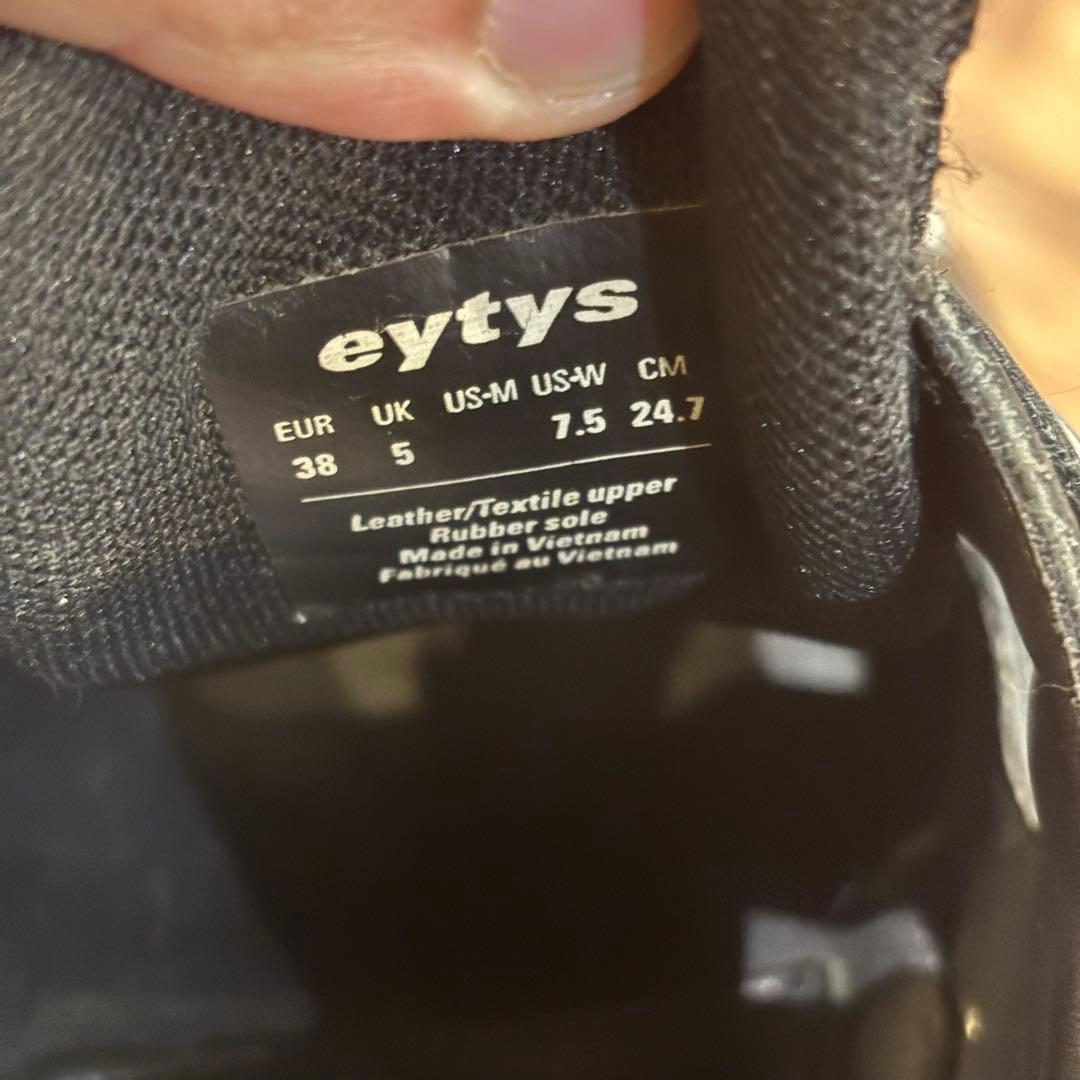 eytys
EUR UK US-M US-W CM
38 5 7.5 24.7
Leather/Textile upper
Rubber sole
Made in Vietnam
Fabriqué au Vietnam